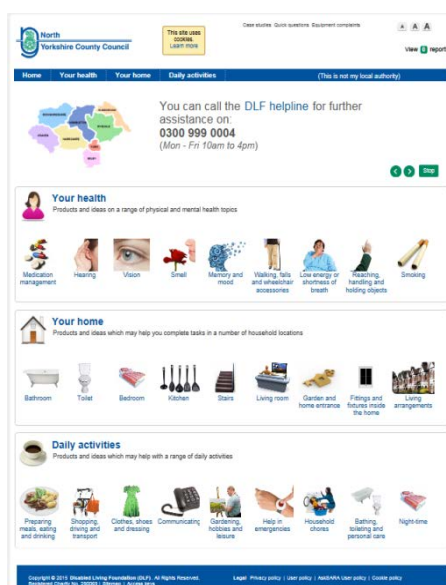 North
Yorkshire County Council
This site uses
cookies.
Learn more
Case studies Quick questions Equipment complaints
A A A
View 0 report
Home Your health Your home Daily activities (This is not my local authority)
You can call the DLF helpline for further
assistance on:
0300 999 0004
(Mon - Fri 10am to 4pm)
Stop
Your health
Products and ideas on a range of physical and mental health topics
Medication
management
Hearing
Vision
Smell
Memory and
mood
Walking, falls
and wheelchair
accessories
Low energy or
shortness of
breath
Reaching,
handling and
holding objects
Smoking
Your home
Products and ideas which may help you complete tasks in a number of household locations
Bathroom
Toilet
Bedroom
Kitchen
Stairs
Living room
Garden and
home entrance
Fittings and
fixtures inside
the home
Living
arrangements
Daily activities
Products and ideas which may help with a range of daily activities
Preparing
meals, eating
and drinking
Shopping,
driving and
transport
Clothes, shoes
and dressing
Communicating
Gardening,
hobbies and
leisure
Help in
emergencies
Household
chores
Bathing,
toileting and
personal care
Night-time
Copyright © Disabled Living Foundation (DLF). All Rights Reserved.
Registered Charity No. | Sitemap | Access keys
Legal Privacy policy | User policy | AskSARA User policy | Cookie policy